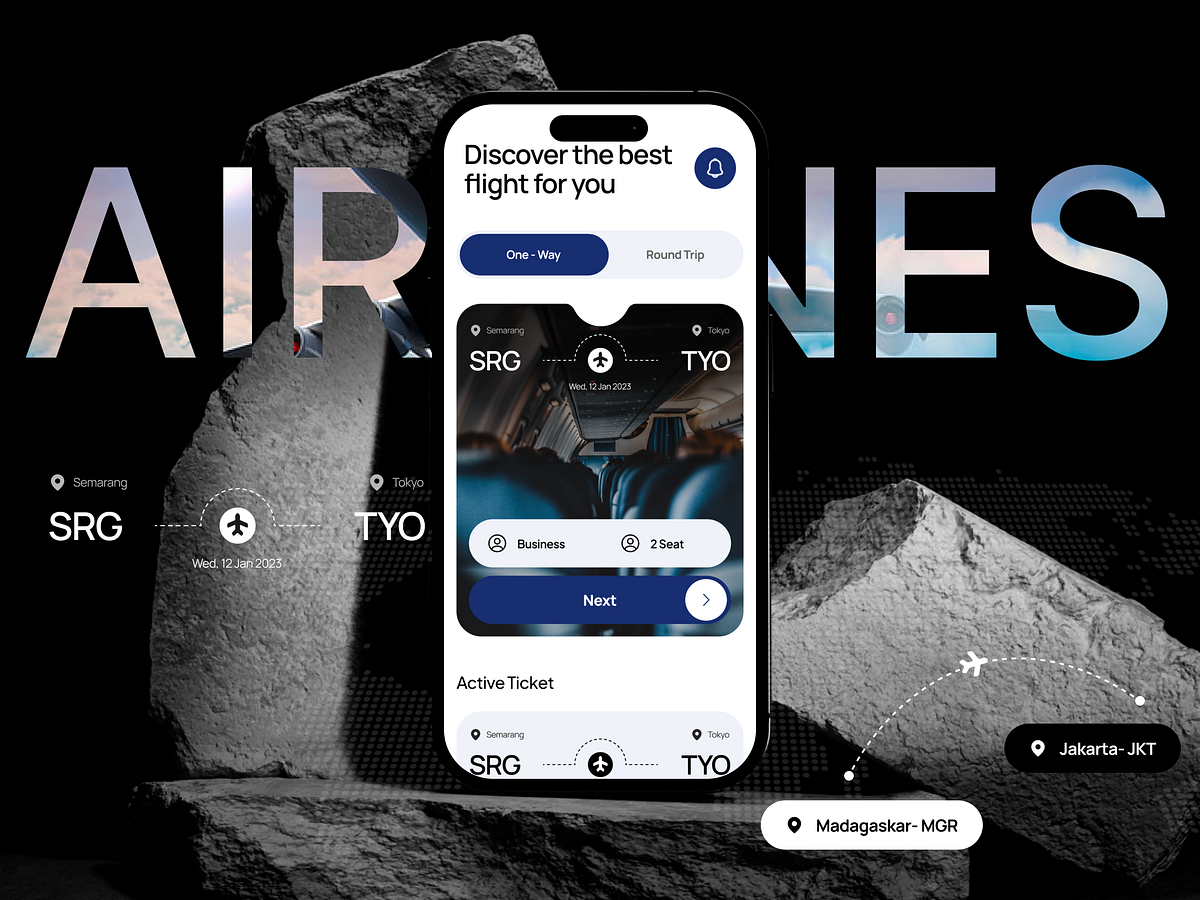 AIRLINES
Discover the best
flight for you
One - Way
Round Trip
Semarang
Tokyo
SRG
TYO
Wed, 12 Jan 2023
Business
2 Seat
Next
Active Ticket
Semarang
Tokyo
SRG
TYO
Semarang
Tokyo
SRG
TYO
Wed, 12 Jan 2023
Jakarta- JKT
Madagaskar- MGR